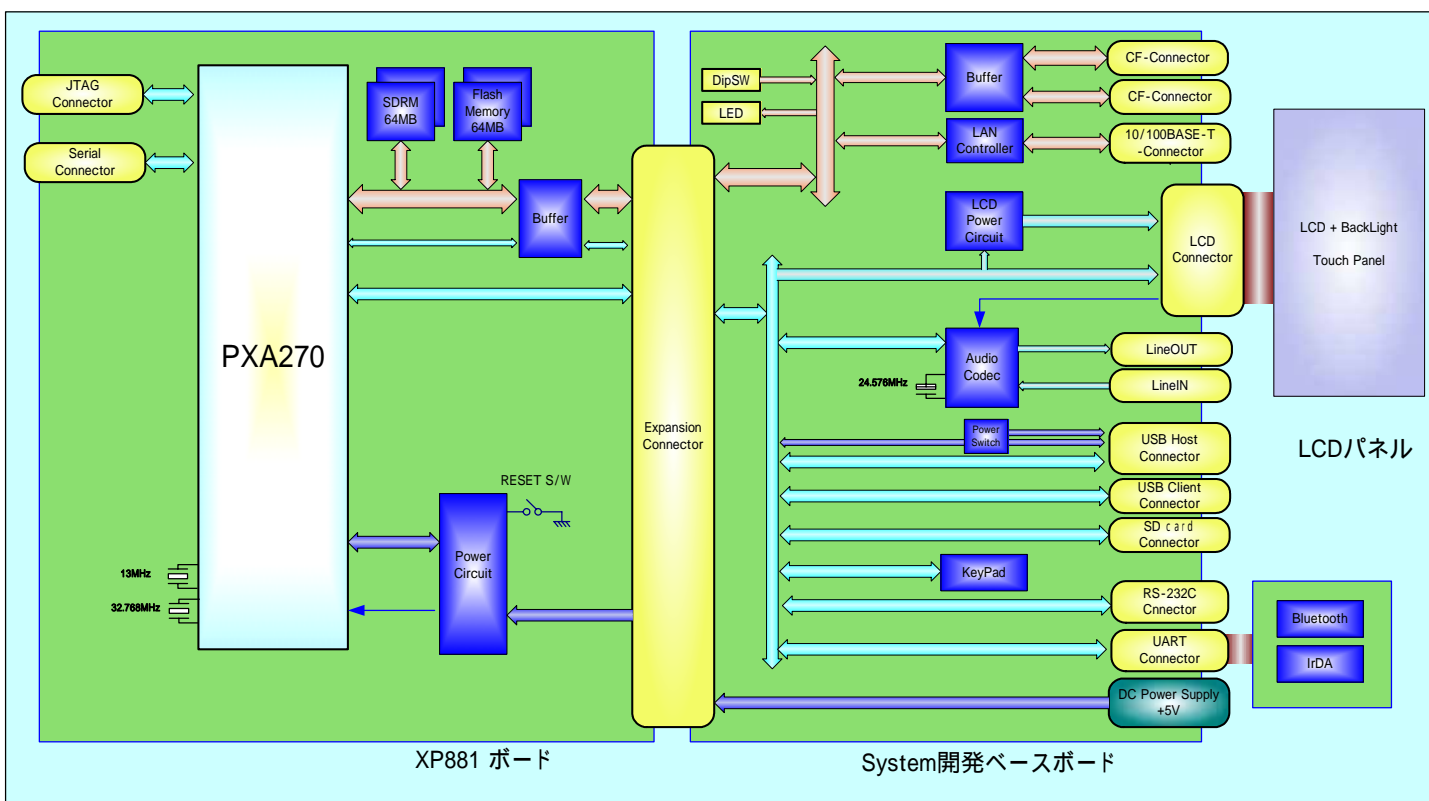 JTAG
Connector
Serial
Connector
PXA270
SDRM
64MB
Flash
Memory
64MB
Buffer
RESET S/W
Power
Circuit
13MHz
32.768MHz
Expansion
Connector
XP881 ボード
DipSW
LED
Buffer
LAN
Controller
CF-Connector
CF-Connector
10/100BASE-T
-Connector
LCD
Power
Circuit
LCD
Connector
LCD + BackLight
Touch Panel
LCDパネル
24.576MHz
Audio
Codec
LineOUT
LineIN
Power
Switch
USB Host
Connector
USB Client
Connector
SD card
Connector
KeyPad
RS-232C
Cnnector
UART
Connector
Bluetooth
IrDA
DC Power Supply
+5V
System開発ベースボード